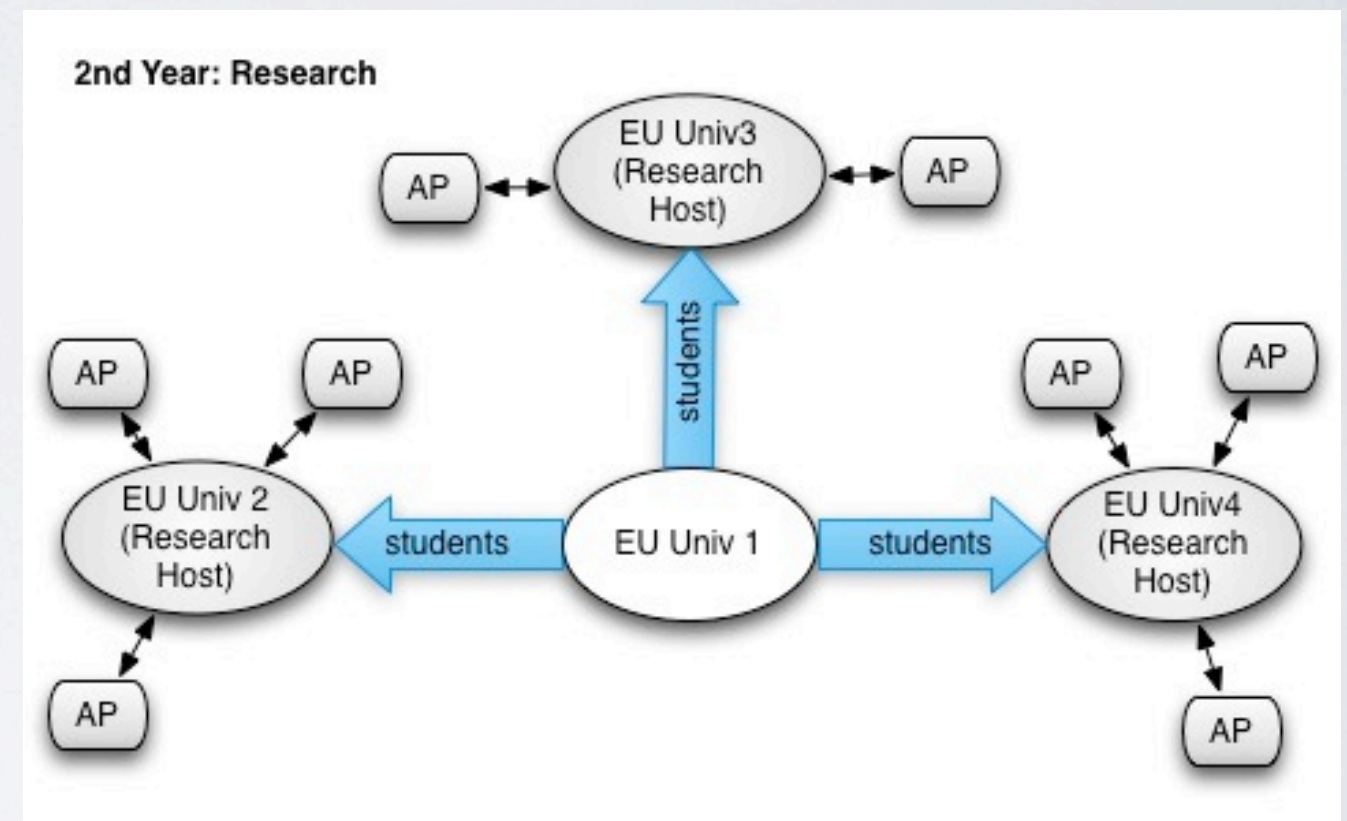 2nd Year: Research
EU Univ3
(Research
Host)
AP
AP
students
AP
AP
AP
AP
EU Univ 2
(Research
Host)
students
EU Univ 1
students
EU Univ4
(Research
Host)
AP
AP